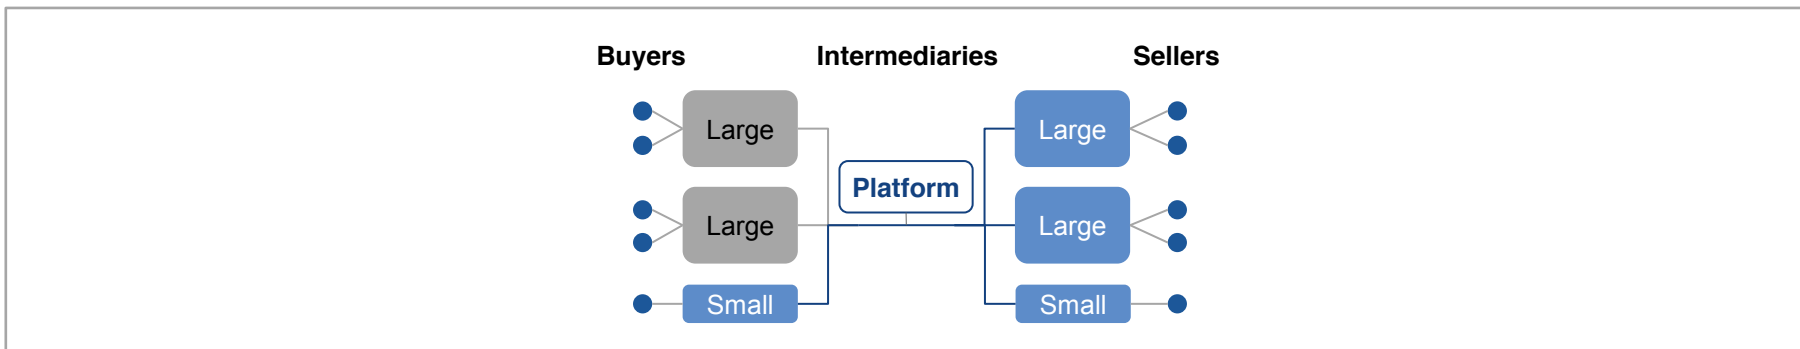 Buyers Intermediaries Sellers
Large Large
Platform
Large Large
Small Small